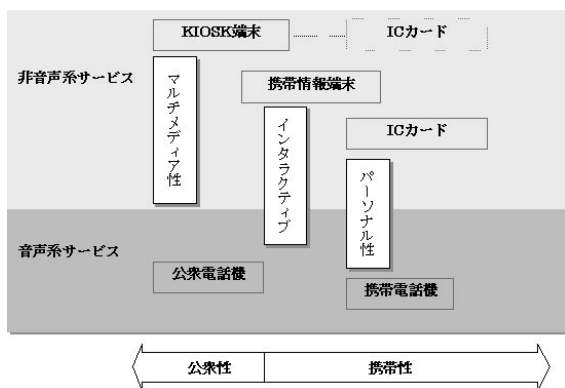 KIOSK端末
ICカード
非音声系サービス
マルチメディア性
携帯情報端末
インタラクティブ
ICカード
パーソナル性
音声系サービス
公衆電話機
携帯電話機
公衆性
携帯性